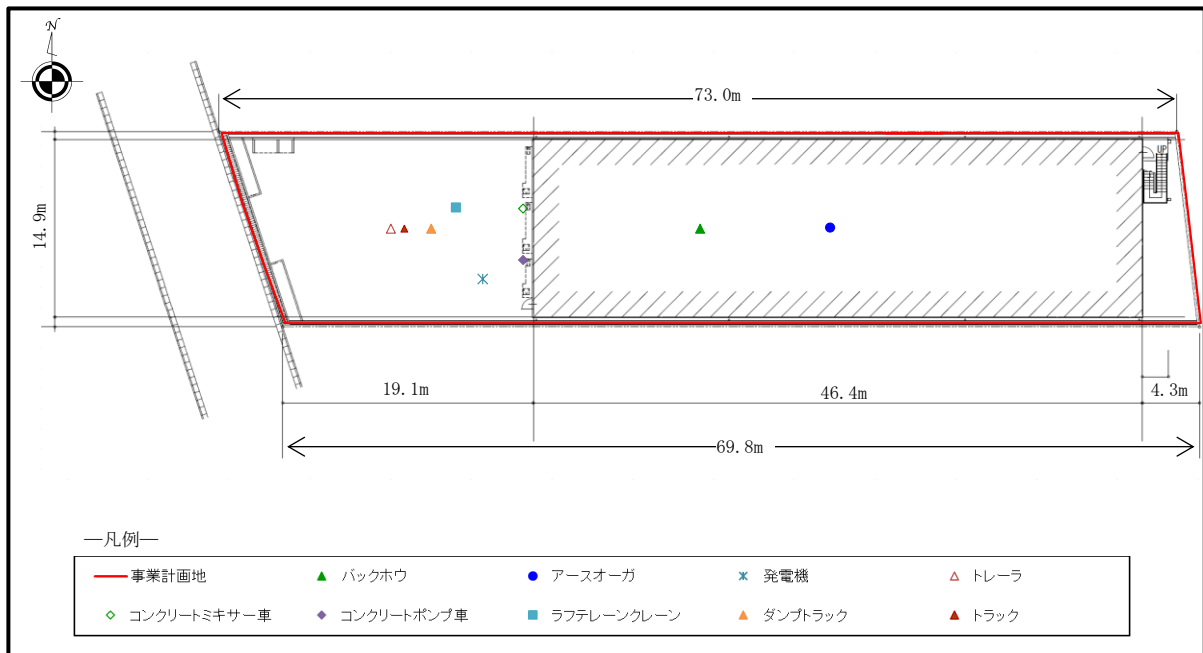 N
73.0m
UP
14.9m
19.1m
46.4m
4.3m
69.8m
―凡例―
事業計画地
バックホウ
アースオーガ
発電機
トレーラ
コンクリートミキサー車
コンクリートポンプ車
ラフテレーンクレーン
ダンプトラック
トラック